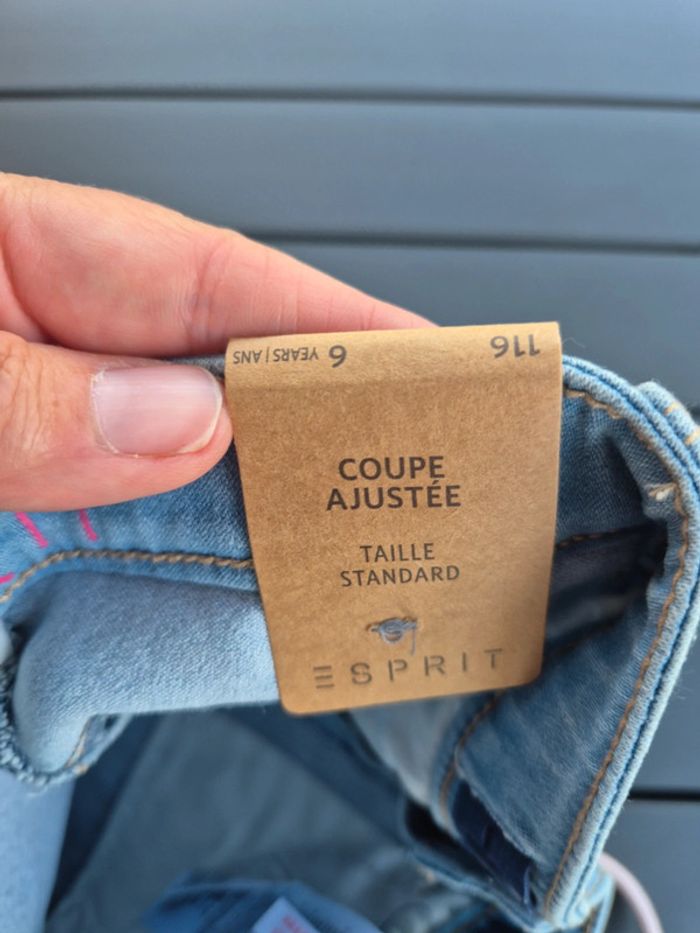 116 6 YEARS | ANS
COUPE
AJUSTÉE
TAILLE
STANDARD
ESPRIT